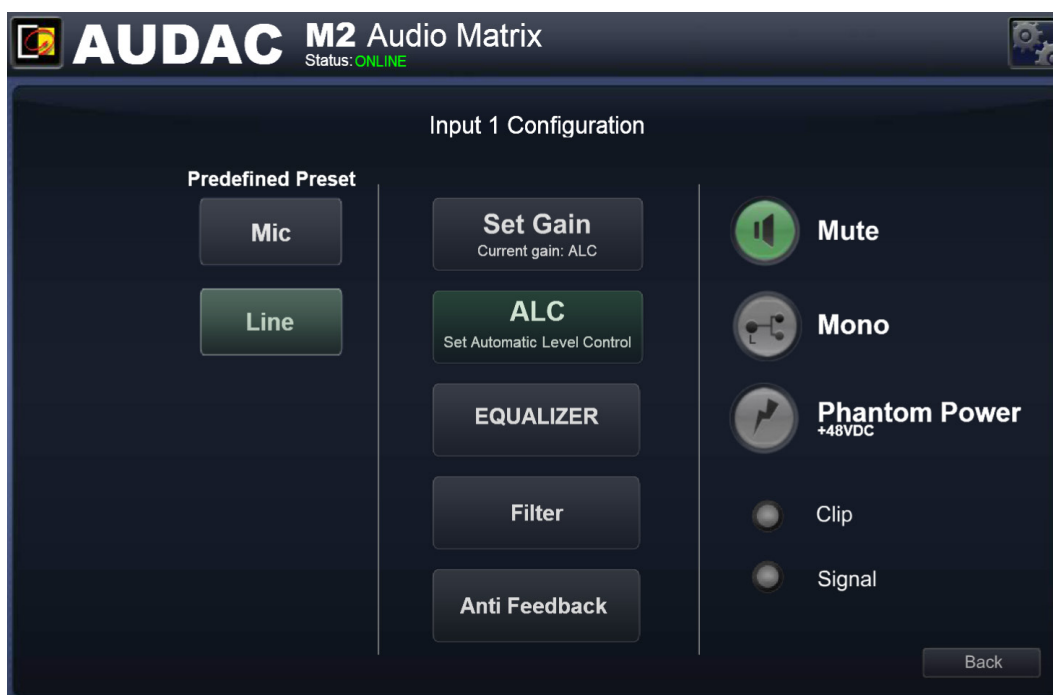 AUDAC M2 Audio Matrix
Status: ONLINE
Input 1 Configuration
Predefined Preset
Mic
Line
Set Gain
Current gain: ALC
ALC
Set Automatic Level Control
EQUALIZER
Filter
Anti Feedback
Mute
L
Mono
Phantom Power
+48VDC
Clip
Signal
Back